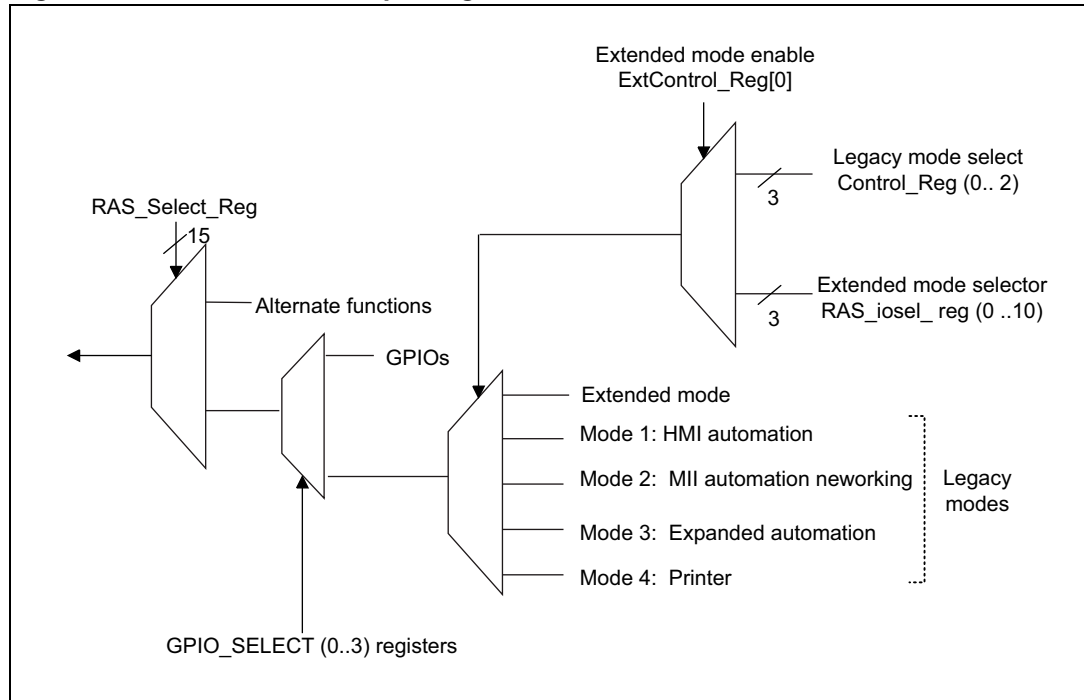 Extended mode enable
ExtControl_Reg[0]
Legacy mode select
Control_Reg (0.. 2)
3
RAS_Select_Reg
15
Extended mode selector
RAS_iosel_ reg (0 ..10)
3
Alternate functions
GPIOs
Extended mode
Mode 1: HMI automation
Mode 2:  MII automation neworking
Legacy
modes
Mode 3:  Expanded automation
Mode 4:  Printer
GPIO_SELECT (0..3) registers